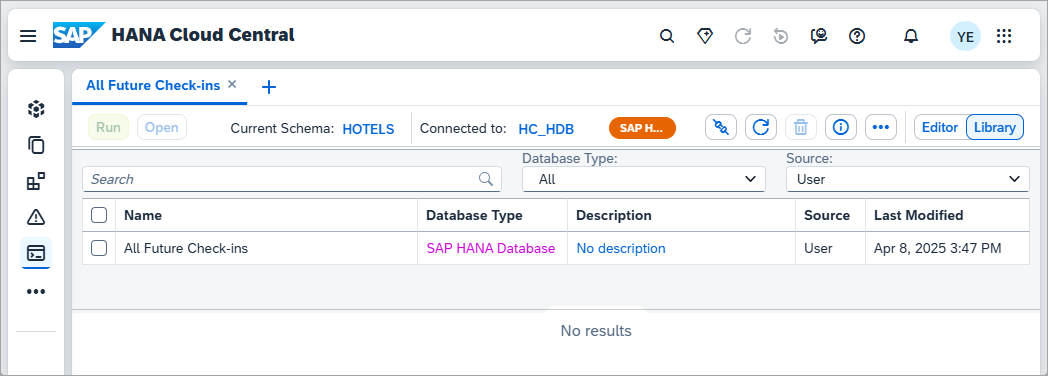 SAP HANA Cloud Central
YE
All Future Check-ins
Run Open Current Schema: HOTELS Connected to: HC_HDB SAP H... Editor Library
Database Type: Source:
Search All User
Name Database Type Description Source Last Modified
All Future Check-ins SAP HANA Database No description User Apr 8, 2025 3:47 PM
No results